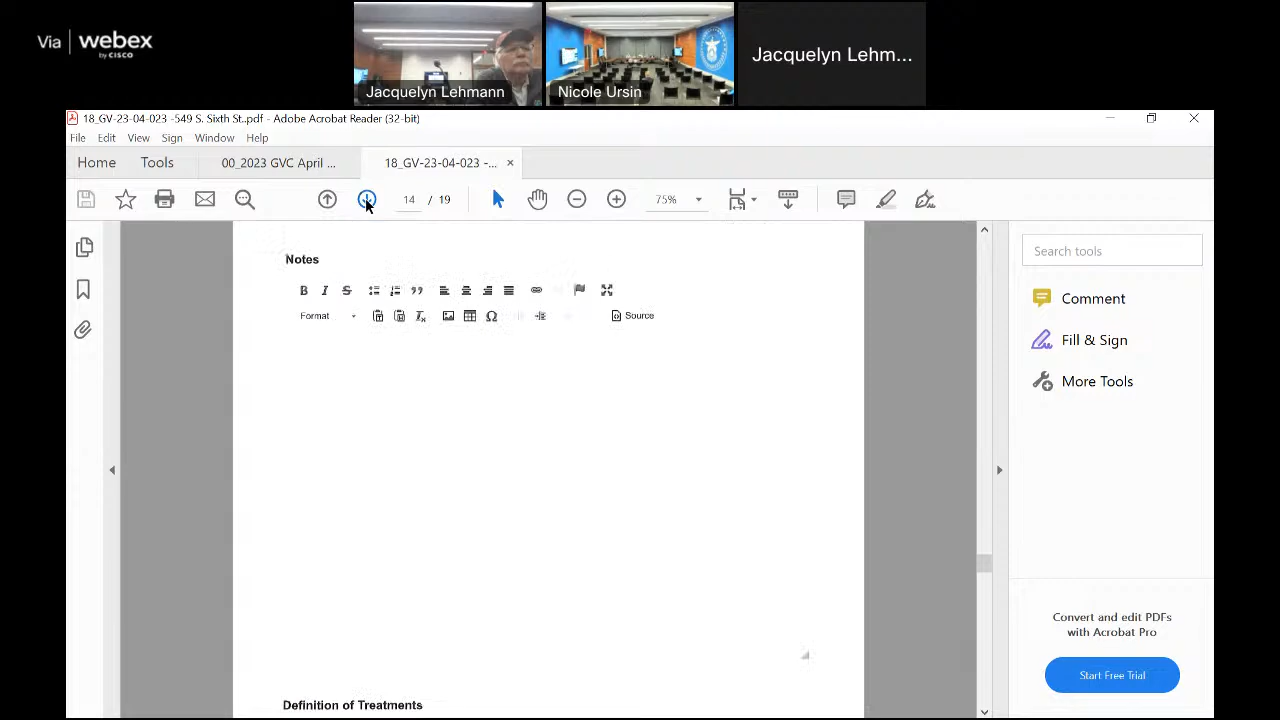 Via | webex
by CISCO
Jacquelyn Lehmann
Nicole Ursin
Jacquelyn Lehm...
18_GV-23-04-023 -549 S. Sixth St..pdf - Adobe Acrobat Reader (32-bit)
File Edit View Sign Window Help
Home Tools 00_2023 GVC April ... 18_GV-23-04-023 -... ×
14 / 19 75%
Notes
B I S
Format Source
Definition of Treatments
Search tools
Comment
Fill & Sign
More Tools
Convert and edit PDFs
with Acrobat Pro
Start Free Trial